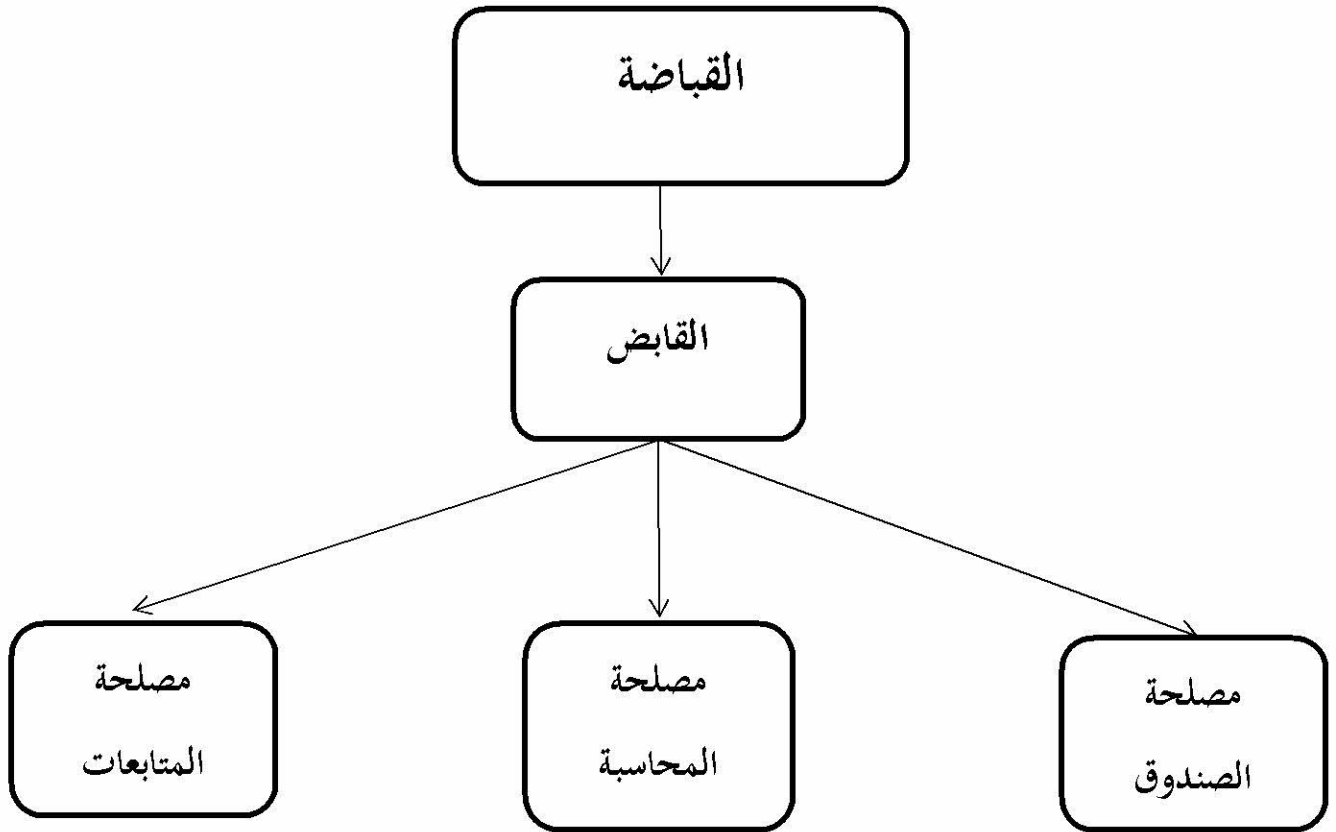 القباضة
القابض
مصلحة
الصندوق
مصلحة
المحاسبة
مصلحة
المتابعات